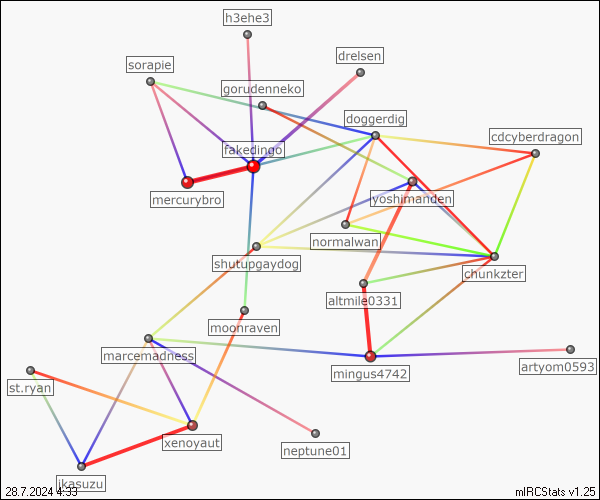 h3ehe3
drelsen
sorapie
gorudenneko
doggerdig
cdcyberdragon
fakedingo
mercurybro
yoshimanden
normalwan
shutupgaydog
chunkzter
altmile0331
moonraven
marcemadness
mingus4742
artyom0593
st.ryan
xenoyaut
neptune01
ikasuzu
28.7.2024 4:33
mIRCStats v1.25